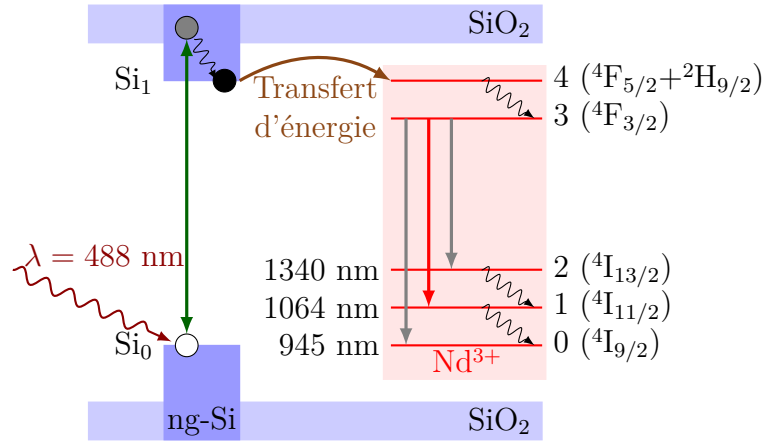 SiO₂
Si₁
Transfert
d'énergie
4 (⁴F₅/₂+²H₉/₂)
3 (⁴F₃/₂)
λ = 488 nm
1340 nm
2 (⁴I₁₃/₂)
1064 nm
1 (⁴I₁₁/₂)
Si₀
945 nm
0 (⁴I₉/₂)
Nd³⁺
ng-Si
SiO₂